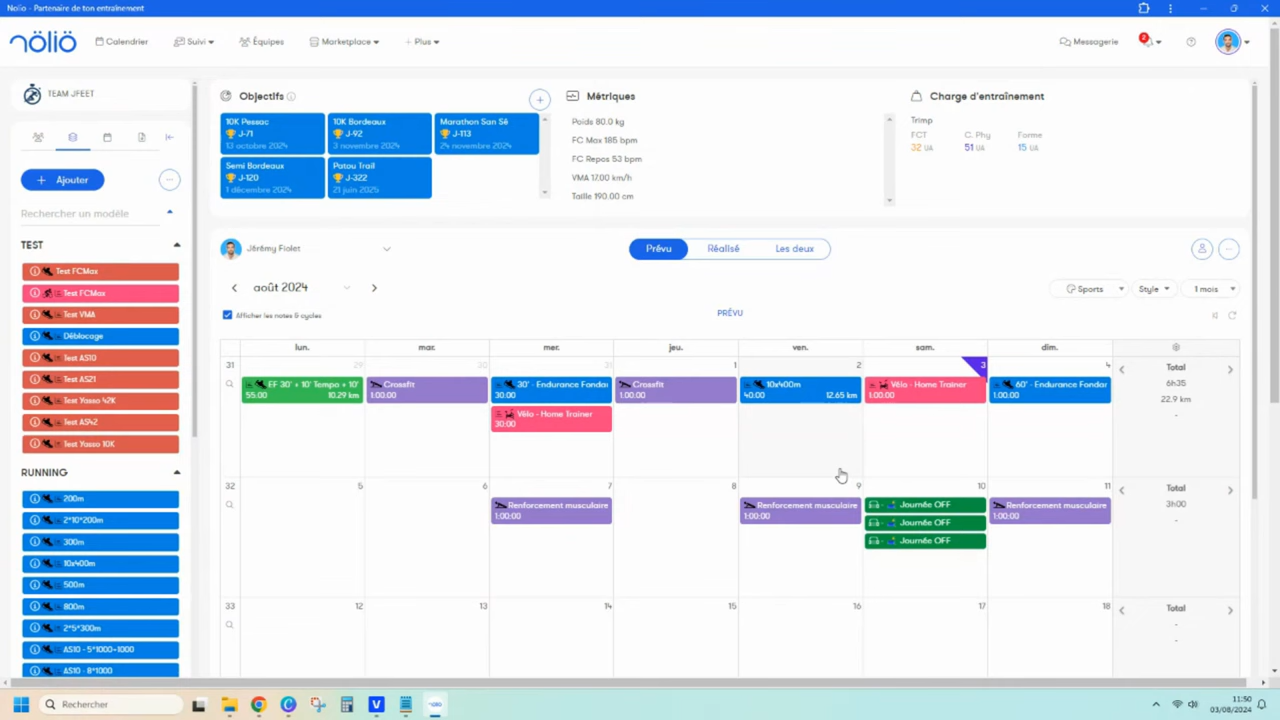 Nolio - Partenaire de ton entraînement
nöliö
Calendrier
Suivi
Équipes
Marketplace
+ Plus
Messagerie
2
TEAM JFEET
Ajouter
Rechercher un modèle
TEST
Test FCMax
Test FCMax
Test VMA
Déblocage
Test AS10
Test AS21
Test Yasso 42K
Test AS42
Test Yasso 10K
RUNNING
200m
2*10*200m
300m
10x400m
500m
800m
2*5*300m
AS10 - 5*1000-1000
AS10 - 8*1000
Objectifs
10K Pessac
J-71
13 octobre 2024
10K Bordeaux
J-92
3 novembre 2024
Marathon San Sé
J-113
24 novembre 2024
Semi Bordeaux
J-120
1 décembre 2024
Patou Trail
J-322
21 juin 2025
Métriques
Poids 80.0 kg
FC Max 185 bpm
FC Repos 53 bpm
VMA 17.00 km/h
Taille 190.00 cm
Charge d'entraînement
Trimp
FCT C. Phy Forme
32 UA 51 UA 15 UA
Jérémy Fiolet
Prévu Réalisé Les deux
août 2024
Sports Style 1 mois
Afficher les notes & cycles
PRÉVU
lun. mar. mer. jeu. ven. sam. dim.
31 29 30 31 1 2 3 4
EF 30' + 10' Tempo + 10'
55:00 10.29 km
Crossfit
1:00:00
30' - Endurance Fondar
30:00
Vélo - Home Trainer
30:00
Crossfit
1:00:00
10x400m
40:00 12.65 km
Vélo - Home Trainer
1:00:00
60' - Endurance Fondar
1:00:00
Total
6h35
22.9 km
-
32 5 6 7 8 9 10 11
Renforcement musculaire
1:00:00
Renforcement musculaire
1:00:00
Journée OFF
Journée OFF
Journée OFF
Renforcement musculaire
1:00:00
Total
3h00
-
33 12 13 14 15 16 17 18
Total
-
-
Rechercher
11:50
03/08/2024